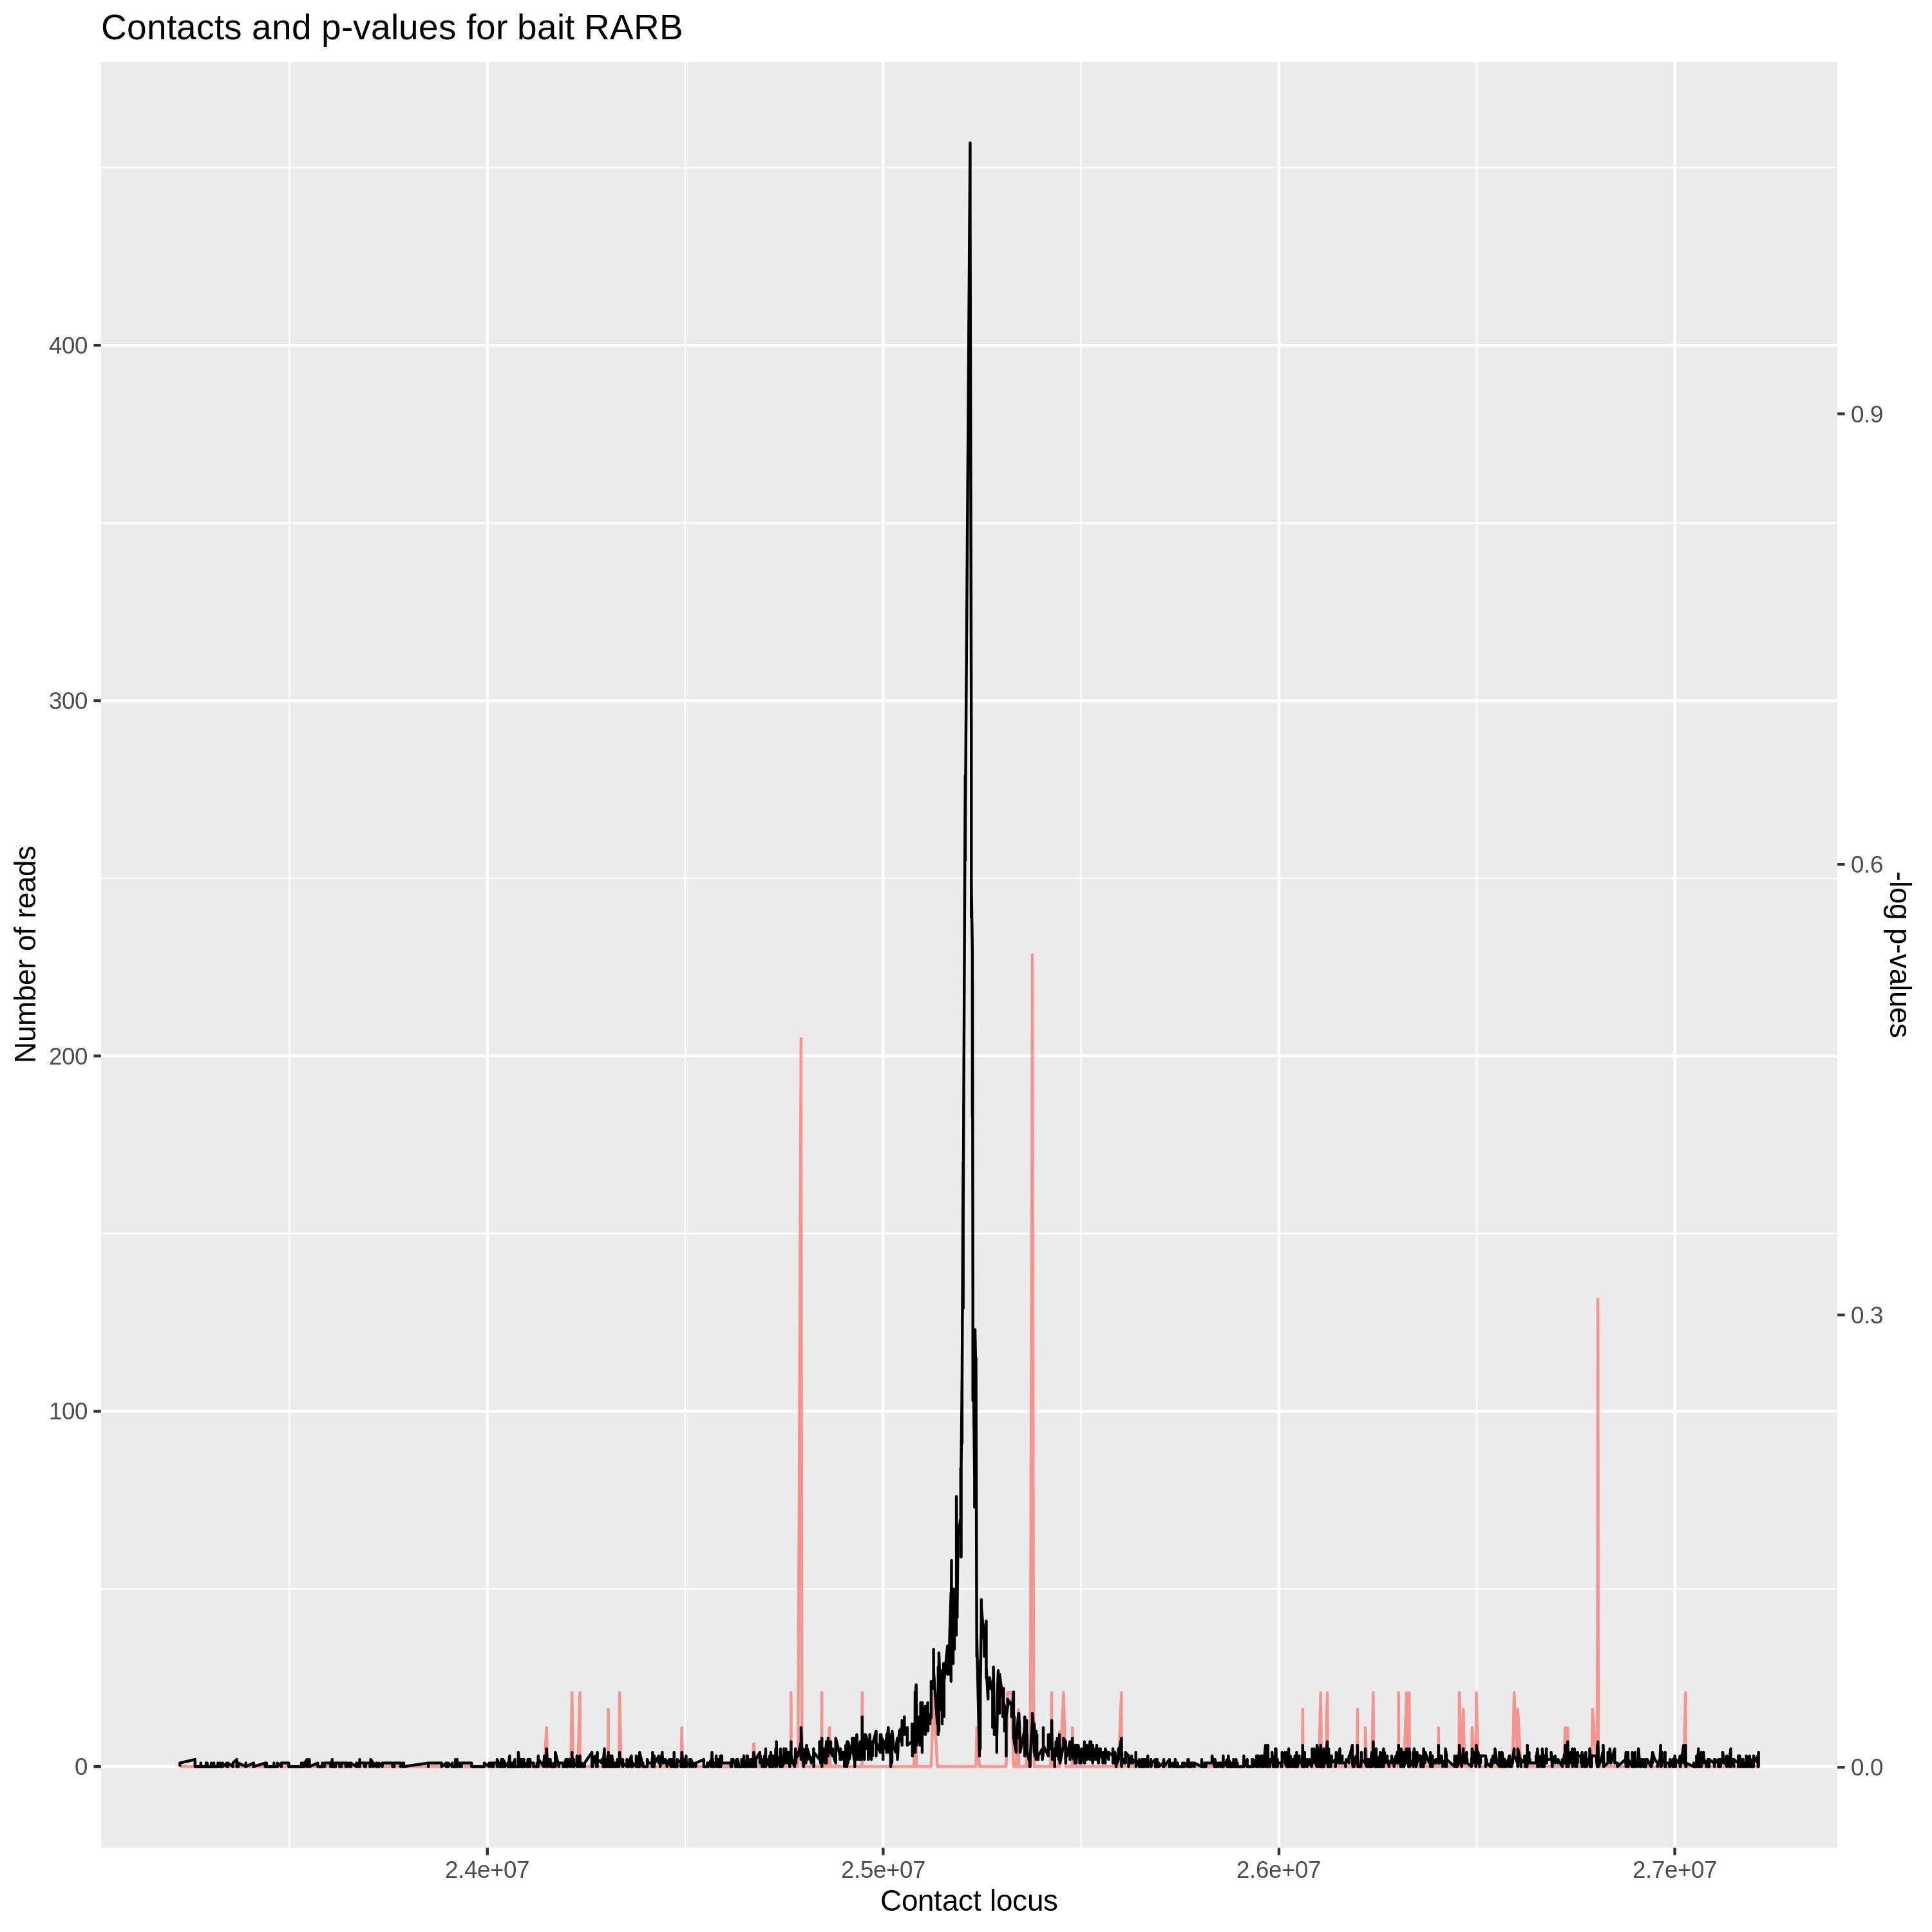 Contacts and p-values for bait RARB
Number of reads
400
300
200
100
0
0.9
0.6
0.3
0.0
-log p-values
2.4e+07
2.5e+07
2.6e+07
2.7e+07
Contact locus